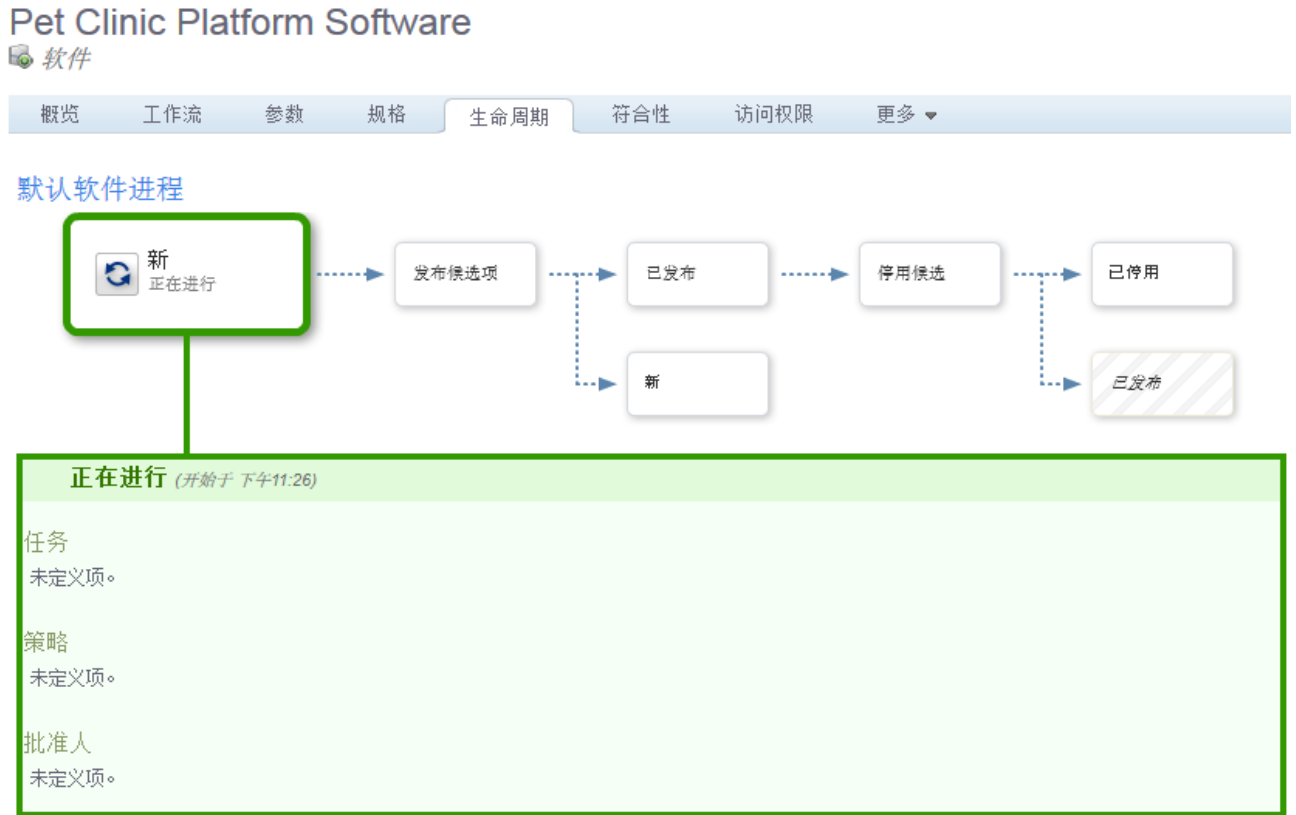 Pet Clinic Platform Software
软件
概览 工作流 参数 规格 生命周期 符合性 访问权限 更多
默认软件进程
新
正在进行
发布候选项 已发布 停用候选 已停用
新 已发布
正在进行 (开始于 下午11:26)
任务
未定义项。
策略
未定义项。
批准人
未定义项。